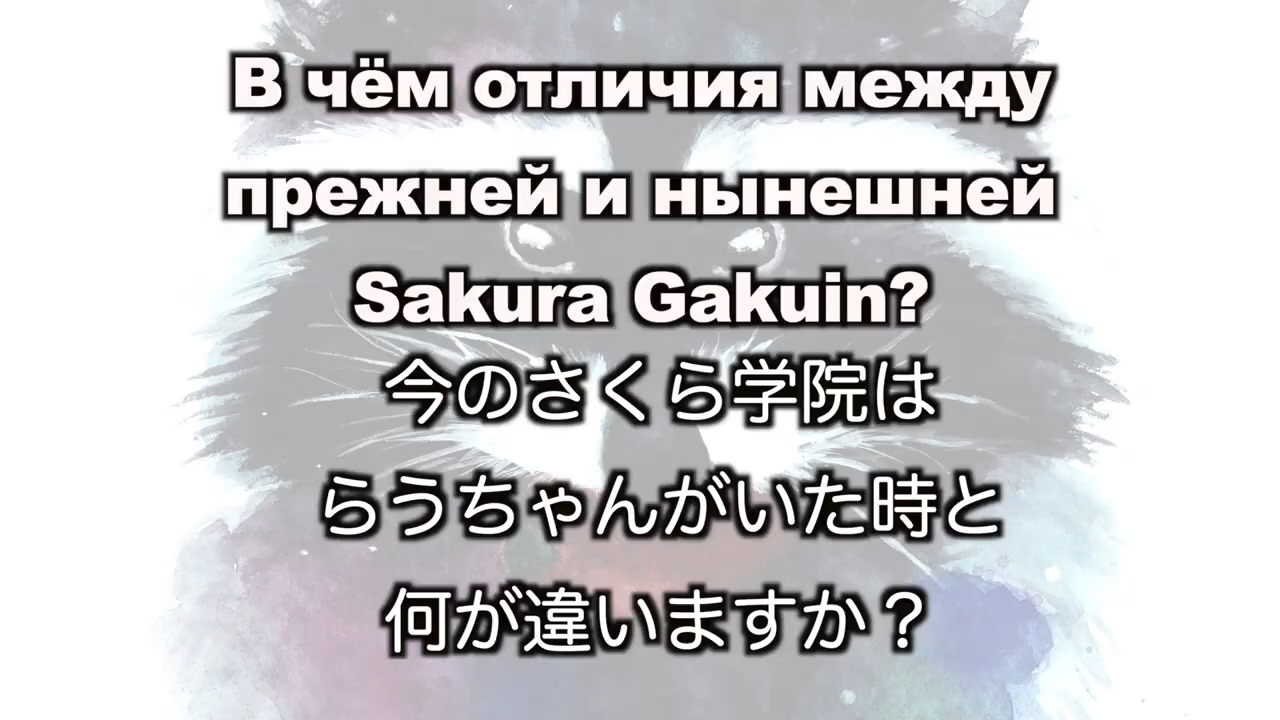 В чём отличия между
прежней и нынешней
Sakura Gakuin?
今のさくら学院は
らうちゃんがいた時と
何が違いますか？